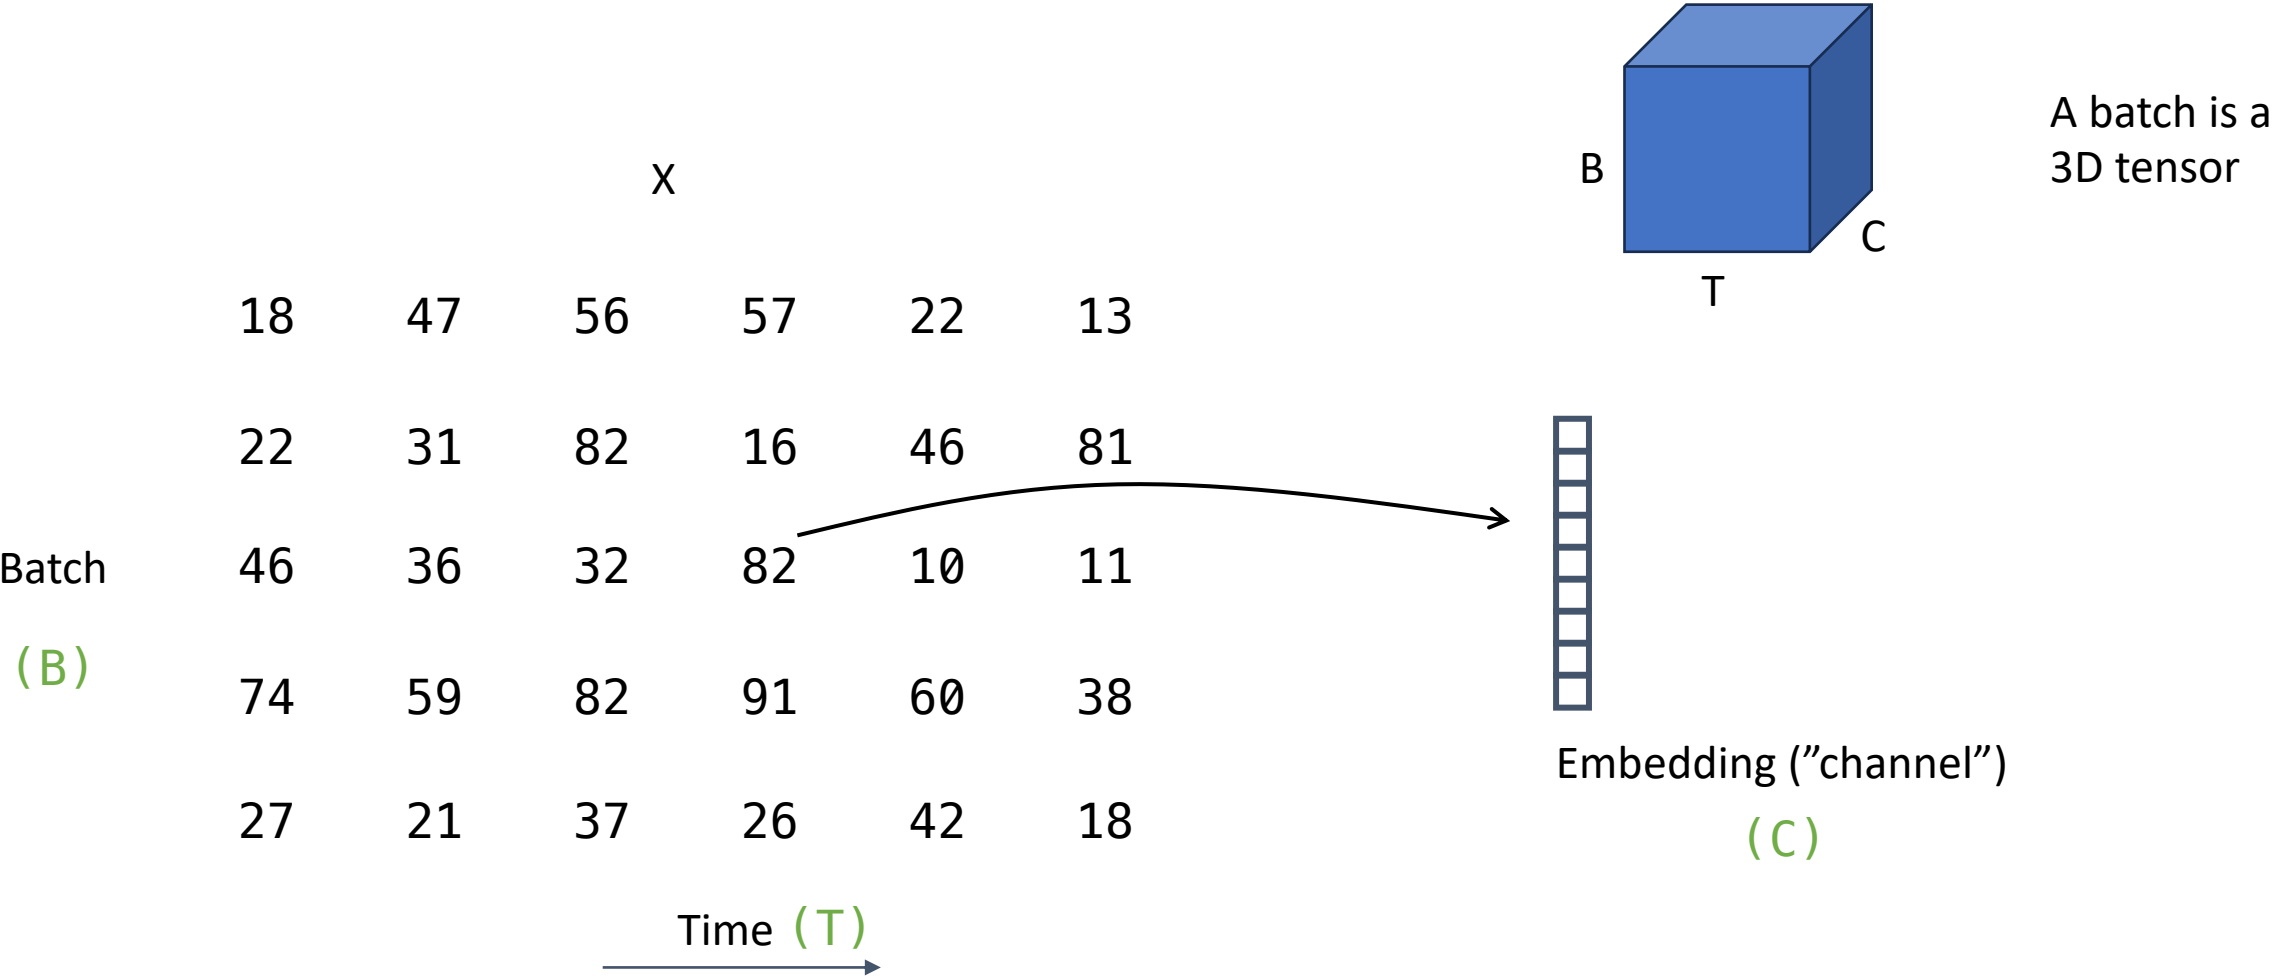 X
18 47 56 57 22 13
22 31 82 16 46 81
46 36 32 82 10 11
74 59 82 91 60 38
27 21 37 26 42 18
Batch
(B)
Time (T)
B
T
C
A batch is a
3D tensor
Embedding (”channel”)
(C)